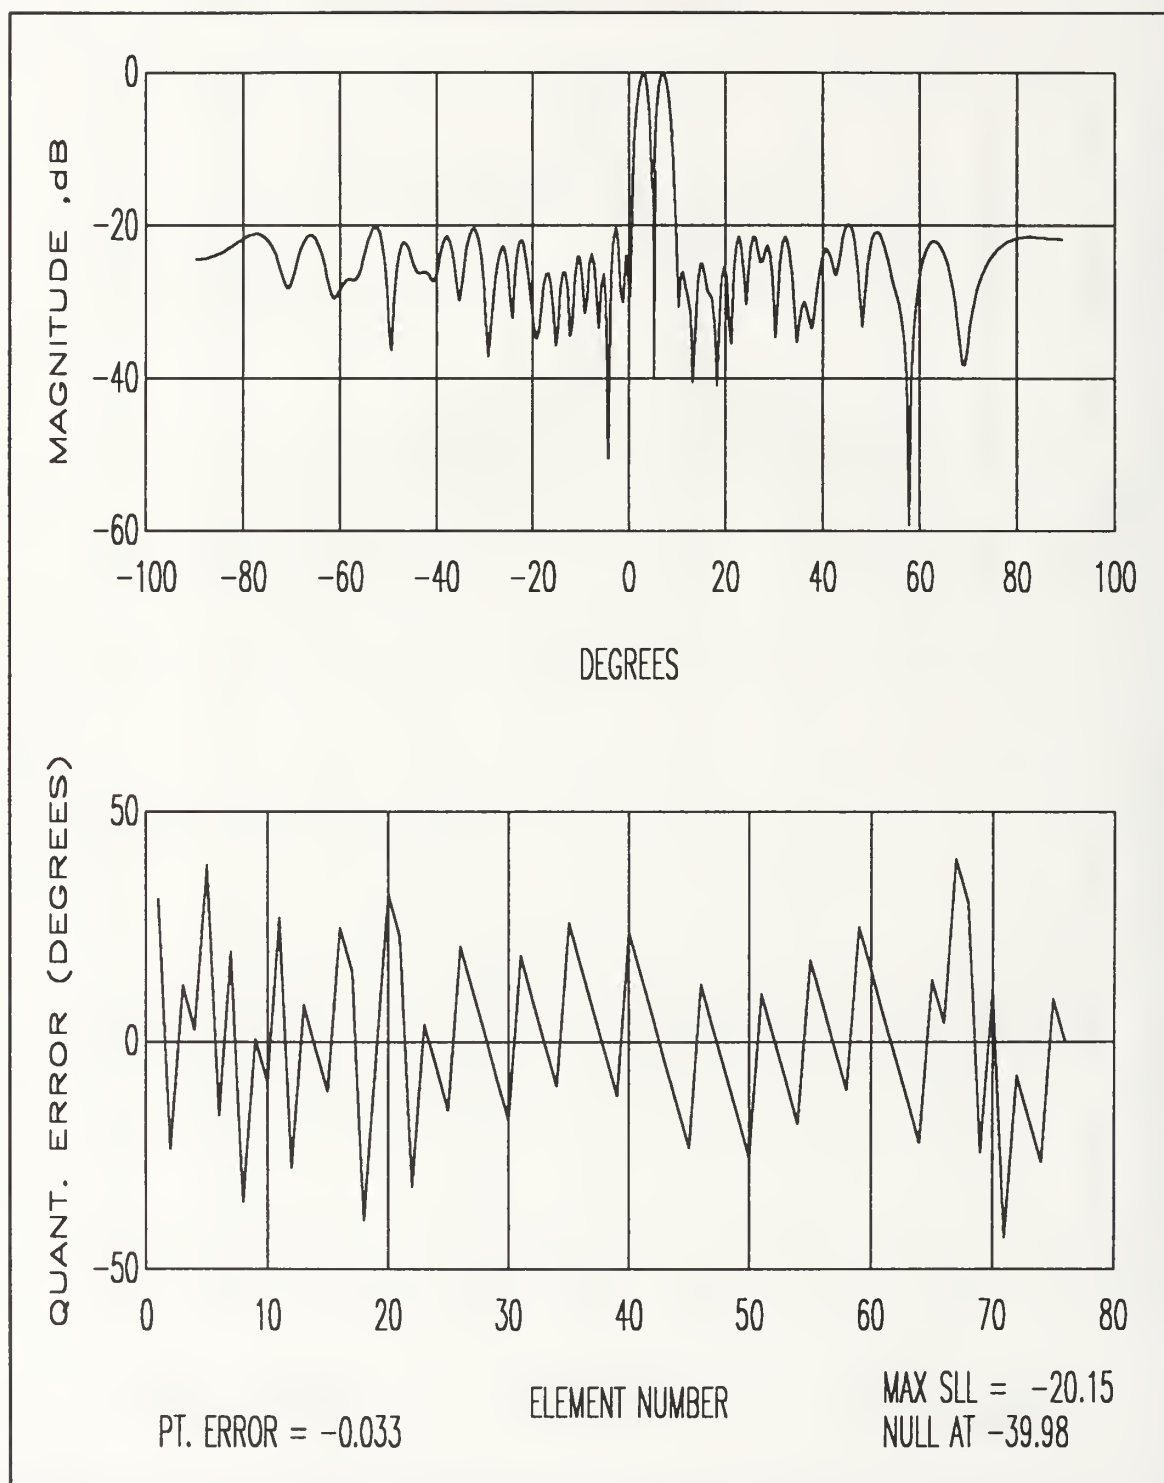 0
-20
-40
-60
MAGNITUDE ,dB
-100 -80 -60 -40 -20 0 20 40 60 80 100
DEGREES
50
0
-50
QUANT. ERROR (DEGREES)
0 10 20 30 40 50 60 70 80
ELEMENT NUMBER
PT. ERROR = -0.033
MAX SLL = -20.15
NULL AT -39.98